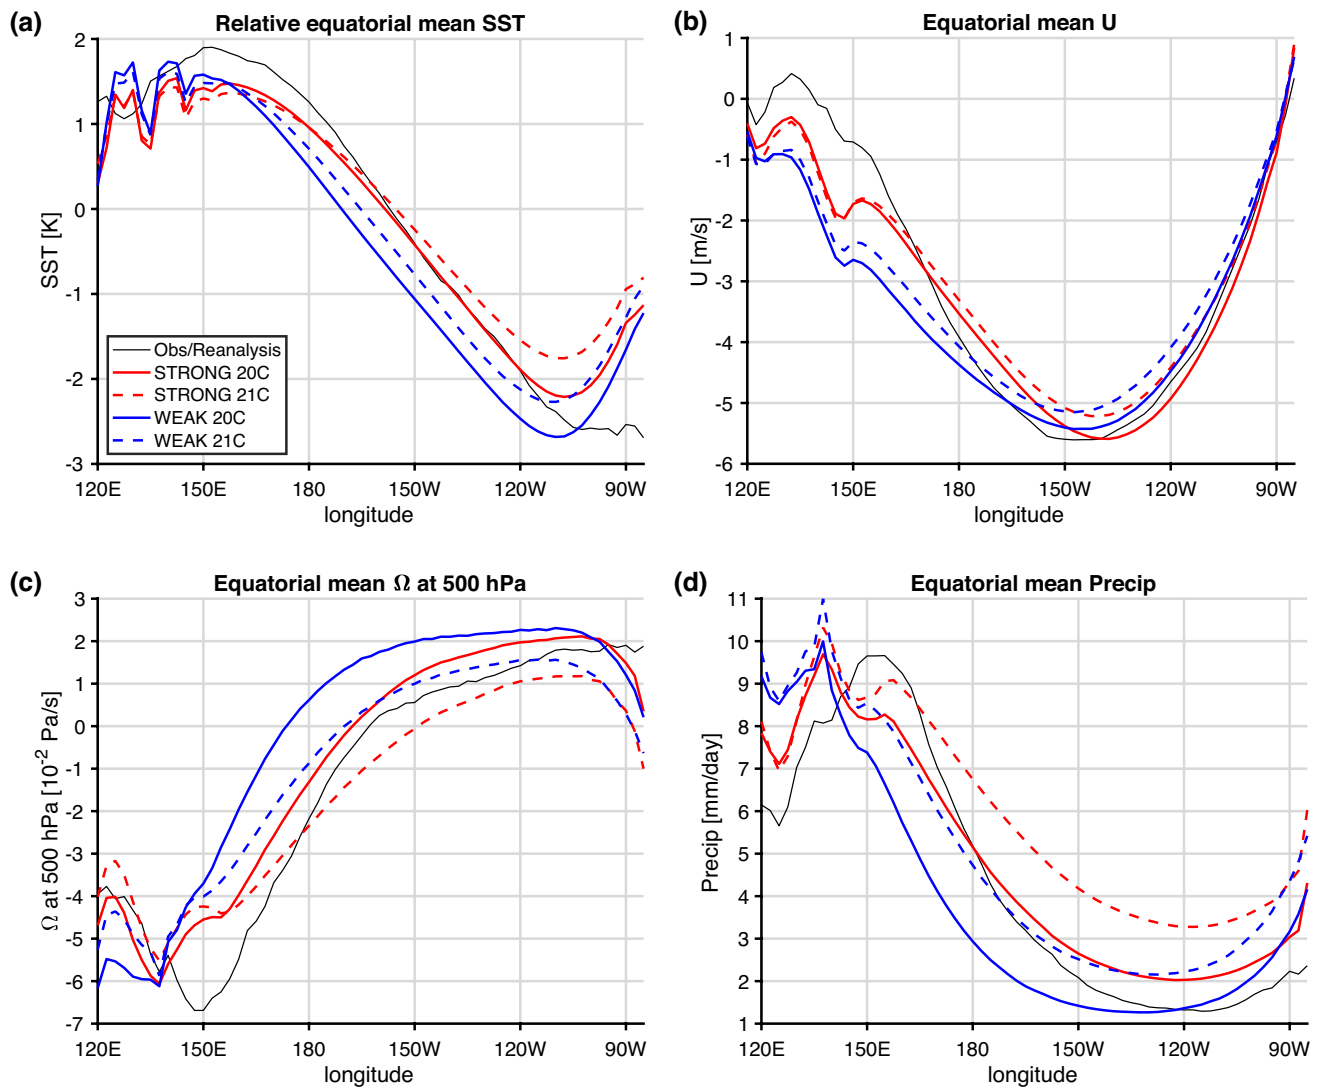 (a)
Relative equatorial mean SST
2
1
0
-1
-2
-3
SST [K]
Obs/Reanalysis
STRONG 20C
STRONG 21C
WEAK 20C
WEAK 21C
120E 150E 180 150W 120W 90W
longitude
(b)
Equatorial mean U
1
0
-1
-2
-3
-4
-5
-6
U [m/s]
120E 150E 180 150W 120W 90W
longitude
(c)
Equatorial mean Ω at 500 hPa
3
2
1
0
-1
-2
-3
-4
-5
-6
-7
Ω at 500 hPa [10⁻² Pa/s]
120E 150E 180 150W 120W 90W
longitude
(d)
Equatorial mean Precip
11
10
9
8
7
6
5
4
3
2
1
Precip [mm/day]
120E 150E 180 150W 120W 90W
longitude